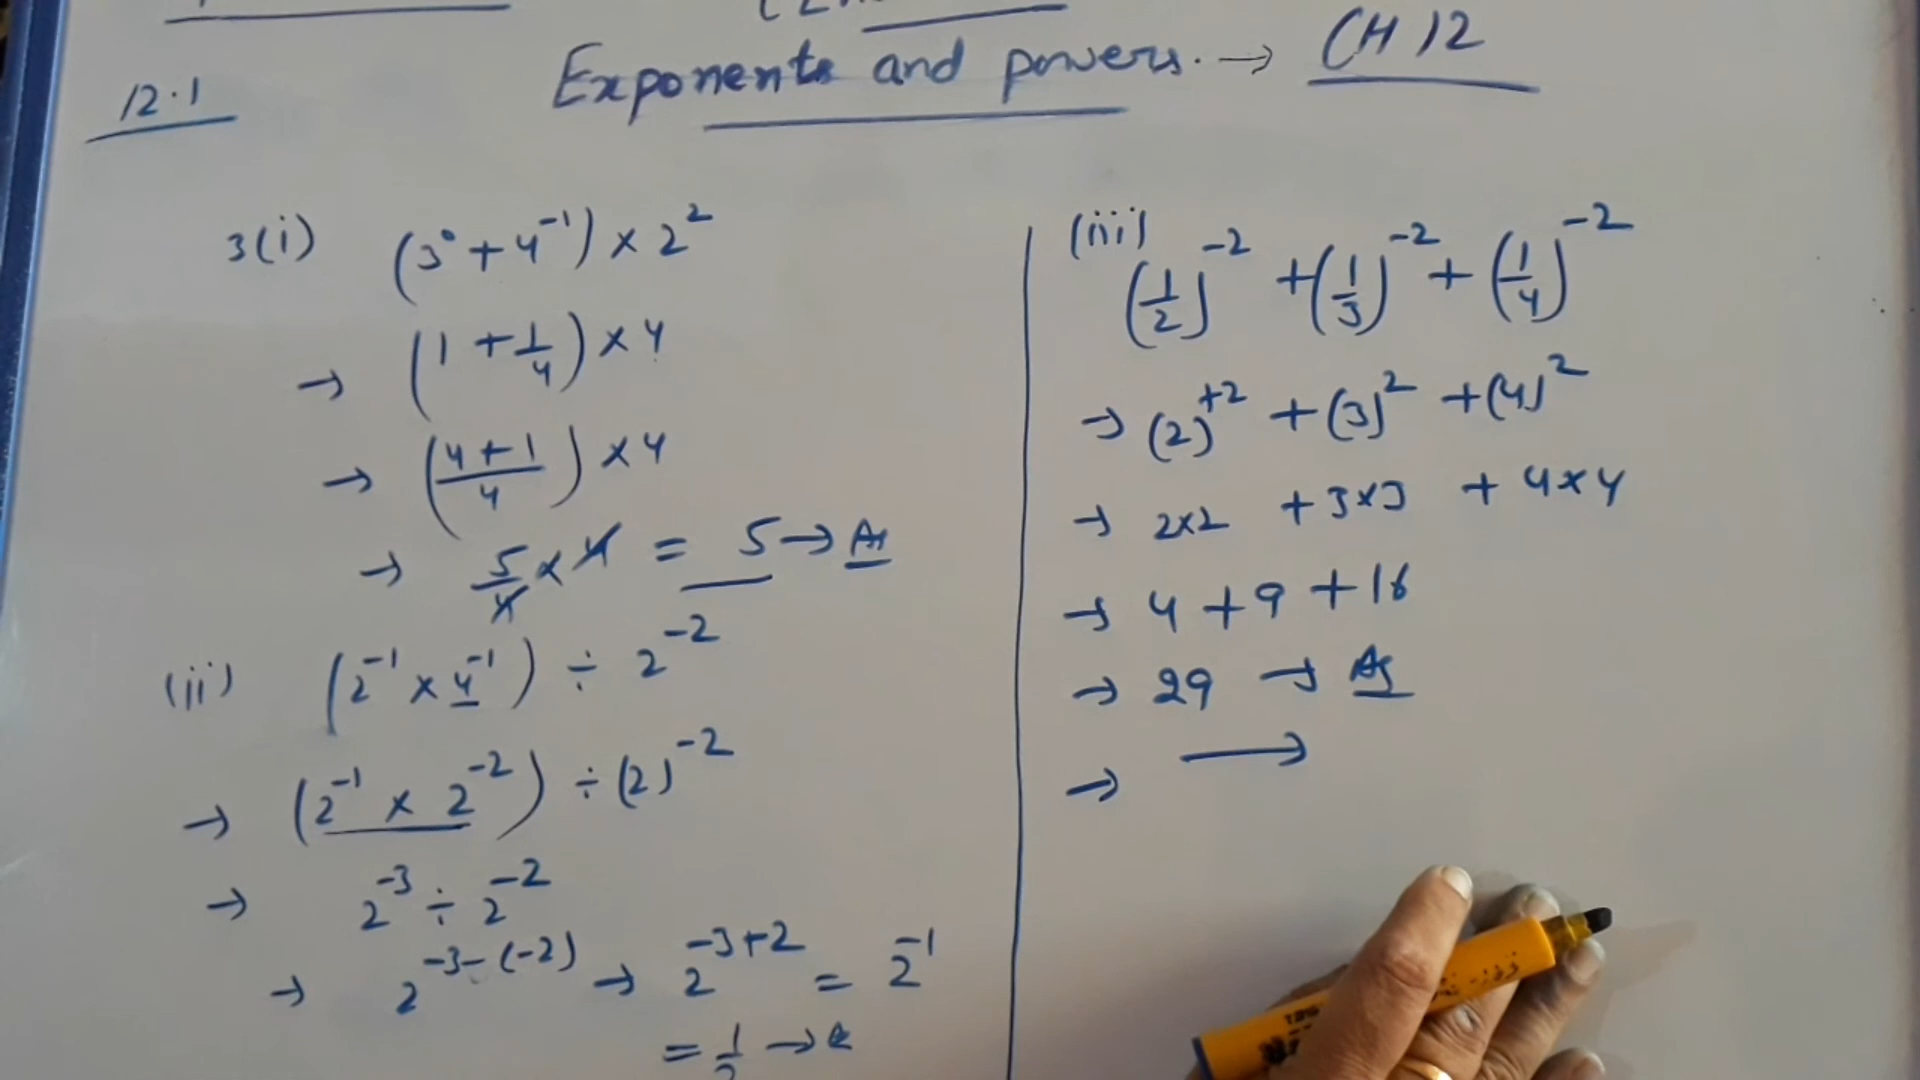 12.1
Exponents and powers. → CH 12
3(i) (3⁰ + 4⁻¹) × 2²
→ (1 + 1/4) × 4
→ (4+1/4) × 4
→ 5/4 × 4 = 5 → As
(ii) (2⁻¹ × 4⁻¹) ÷ 2⁻²
→ (2⁻¹ × 2⁻²) ÷ (2)⁻²
→ 2⁻³ ÷ 2⁻²
→ 2⁻³⁻⁽⁻²⁾ → 2⁻³⁺² = 2⁻¹
= 1/2 →
(iii)
(1/2)⁻² + (1/3)⁻² + (1/4)⁻²
→ (2)⁺² + (3)² + (4)²
→ 2×2 + 3×3 + 4×4
→ 4 + 9 + 16
→ 29 → As
→ →